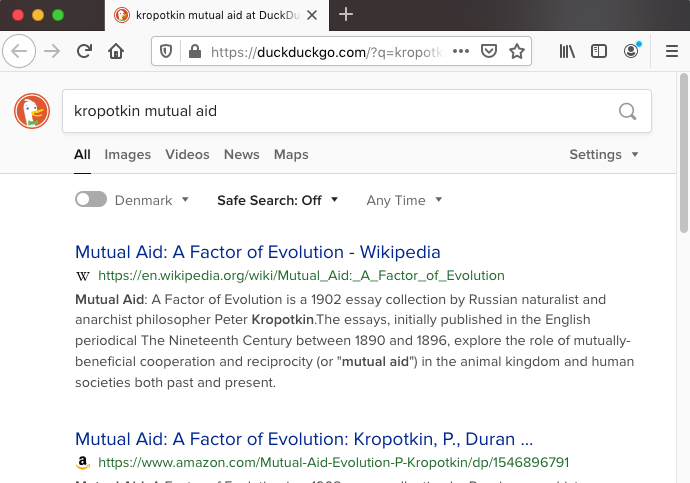 kropotkin mutual aid at DuckDu
https://duckduckgo.com/?q=kropotk
kropotkin mutual aid
All Images Videos News Maps Settings
Denmark Safe Search: Off Any Time
Mutual Aid: A Factor of Evolution - Wikipedia
W https://en.wikipedia.org/wiki/Mutual_Aid:_A_Factor_of_Evolution
Mutual Aid: A Factor of Evolution is a 1902 essay collection by Russian naturalist and
anarchist philosopher Peter Kropotkin.The essays, initially published in the English
periodical The Nineteenth Century between 1890 and 1896, explore the role of mutually-
beneficial cooperation and reciprocity (or "mutual aid") in the animal kingdom and human
societies both past and present.
Mutual Aid: A Factor of Evolution: Kropotkin, P., Duran ...
a https://www.amazon.com/Mutual-Aid-Evolution-P-Kropotkin/dp/1546896791